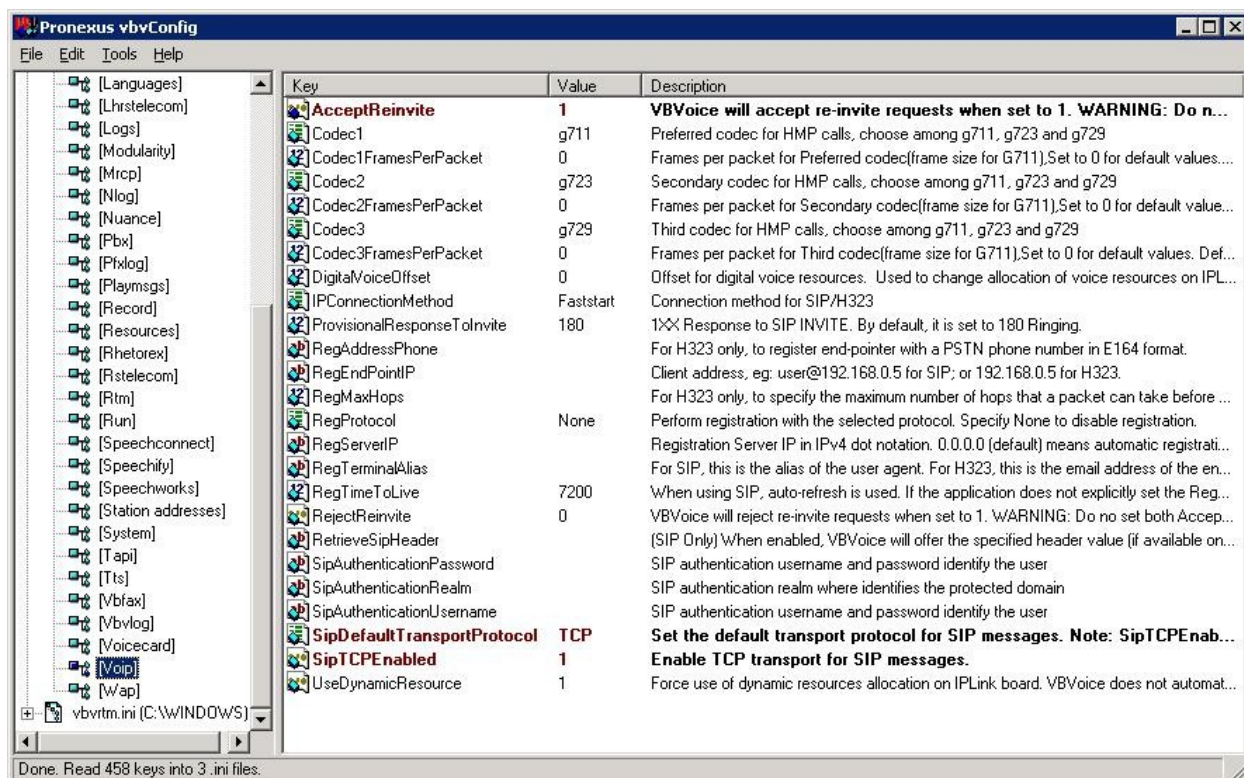 Pronexus vbvConfig
File Edit Tools Help
[Languages]
[Lhrstelecom]
[Logs]
[Modularity]
[Mrcp]
[Nlog]
[Nuance]
[Pbx]
[Pfxlog]
[Playmsgs]
[Record]
[Resources]
[Rhetorex]
[Rstelecom]
[Rtm]
[Run]
[Speechconnect]
[Speechify]
[Speechworks]
[Station addresses]
[System]
[Tapi]
[Tts]
[Vbfax]
[Vbvlog]
[Voicecard]
[Voip]
[Wap]
vbvrtm.ini (C:\WINDOWS)
Key Value Description
AcceptReinvite 1 VBVoice will accept re-invite requests when set to 1. WARNING: Do n...
Codec1 g711 Preferred codec for HMP calls, choose among g711, g723 and g729
Codec1FramesPerPacket 0 Frames per packet for Preferred codec(frame size for G711),Set to 0 for default values....
Codec2 g723 Secondary codec for HMP calls, choose among g711, g723 and g729
Codec2FramesPerPacket 0 Frames per packet for Secondary codec(frame size for G711),Set to 0 for default value...
Codec3 g729 Third codec for HMP calls, choose among g711, g723 and g729
Codec3FramesPerPacket 0 Frames per packet for Third codec(frame size for G711),Set to 0 for default values. Def...
DigitalVoiceOffset 0 Offset for digital voice resources. Used to change allocation of voice resources on IPL...
IPConnectionMethod Faststart Connection method for SIP/H323
ProvisionalResponseToInvite 180 1XX Response to SIP INVITE. By default, it is set to 180 Ringing.
RegAddressPhone For H323 only, to register end-pointer with a PSTN phone number in E164 format.
RegEndPointIP Client address, eg: user@192.168.0.5 for SIP; or 192.168.0.5 for H323.
RegMaxHops For H323 only, to specify the maximum number of hops that a packet can take before ...
RegProtocol None Perform registration with the selected protocol. Specify None to disable registration.
RegServerIP Registration Server IP in IPv4 dot notation. 0.0.0.0 (default) means automatic registrati...
RegTerminalAlias For SIP, this is the alias of the user agent. For H323, this is the email address of the en...
RegTimeToLive 7200 When using SIP, auto-refresh is used. If the application does not explicitly set the Reg...
RejectReinvite 0 VBVoice will reject re-invite requests when set to 1. WARNING: Do no set both Accep...
RetrieveSipHeader (SIP Only) When enabled, VBVoice will offer the specified header value (if available on...
SipAuthenticationPassword SIP authentication username and password identify the user
SipAuthenticationRealm SIP authentication realm where identifies the protected domain
SipAuthenticationUsername SIP authentication username and password identify the user
SipDefaultTransportProtocol TCP Set the default transport protocol for SIP messages. Note: SipTCPEnab...
SipTCPEnabled 1 Enable TCP transport for SIP messages.
UseDynamicResource 1 Force use of dynamic resources allocation on IPLink board. VBVoice does not automat...
Done. Read 458 keys into 3 .ini files.